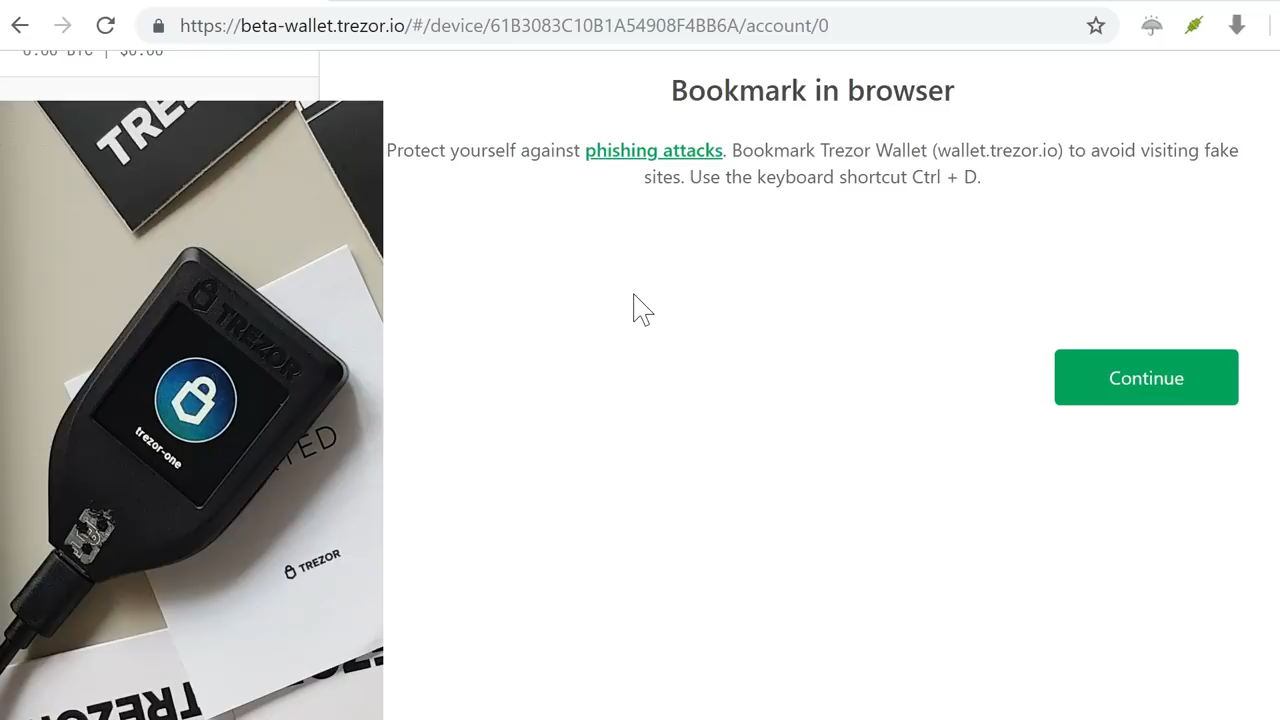 https://beta-wallet.trezor.io/#/device/61B3083C10B1A54908F4BB6A/account/0
Bookmark in browser
Protect yourself against phishing attacks. Bookmark Trezor Wallet (wallet.trezor.io) to avoid visiting fake
sites. Use the keyboard shortcut Ctrl + D.
Continue
TREZ
TREZOR
trezor-one
TREZOR
TREZOR